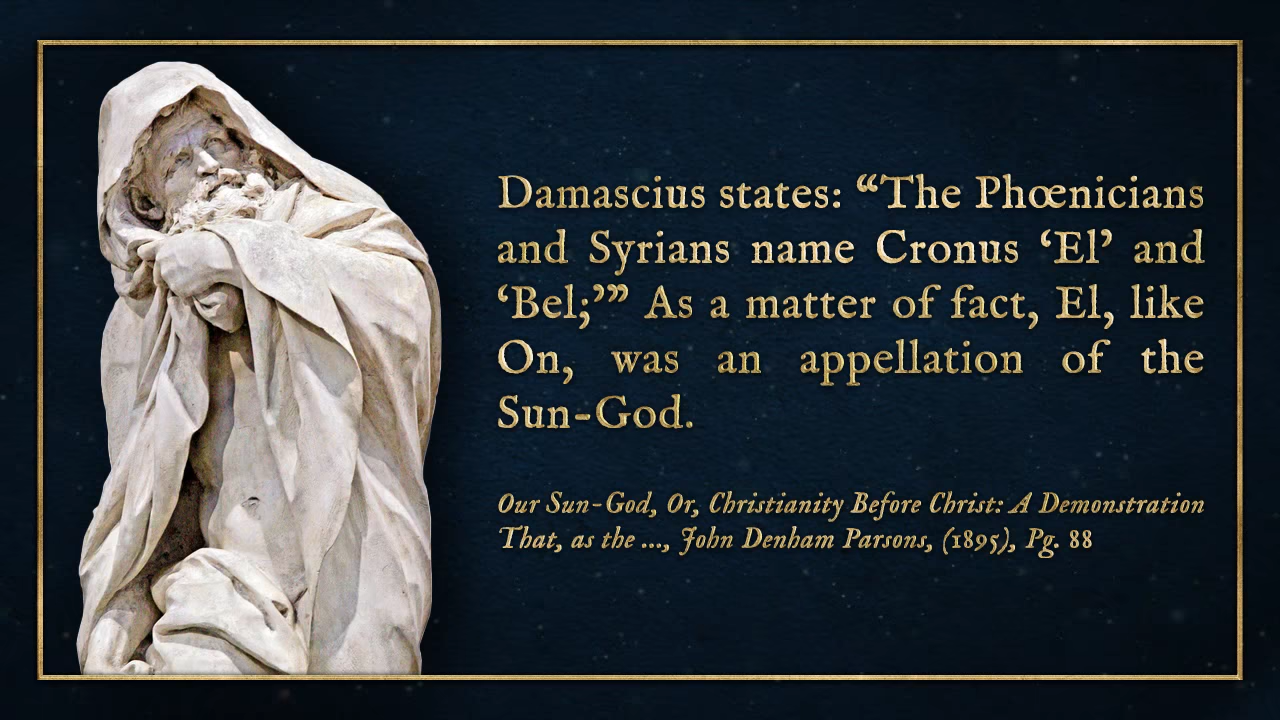 Damascius states: “The Phœnicians
and Syrians name Cronus ‘El’ and
‘Bel;’” As a matter of fact, El, like
On, was an appellation of the
Sun-God.
Our Sun-God, Or, Christianity Before Christ: A Demonstration
That, as the ..., John Denham Parsons, (1895), Pg. 88